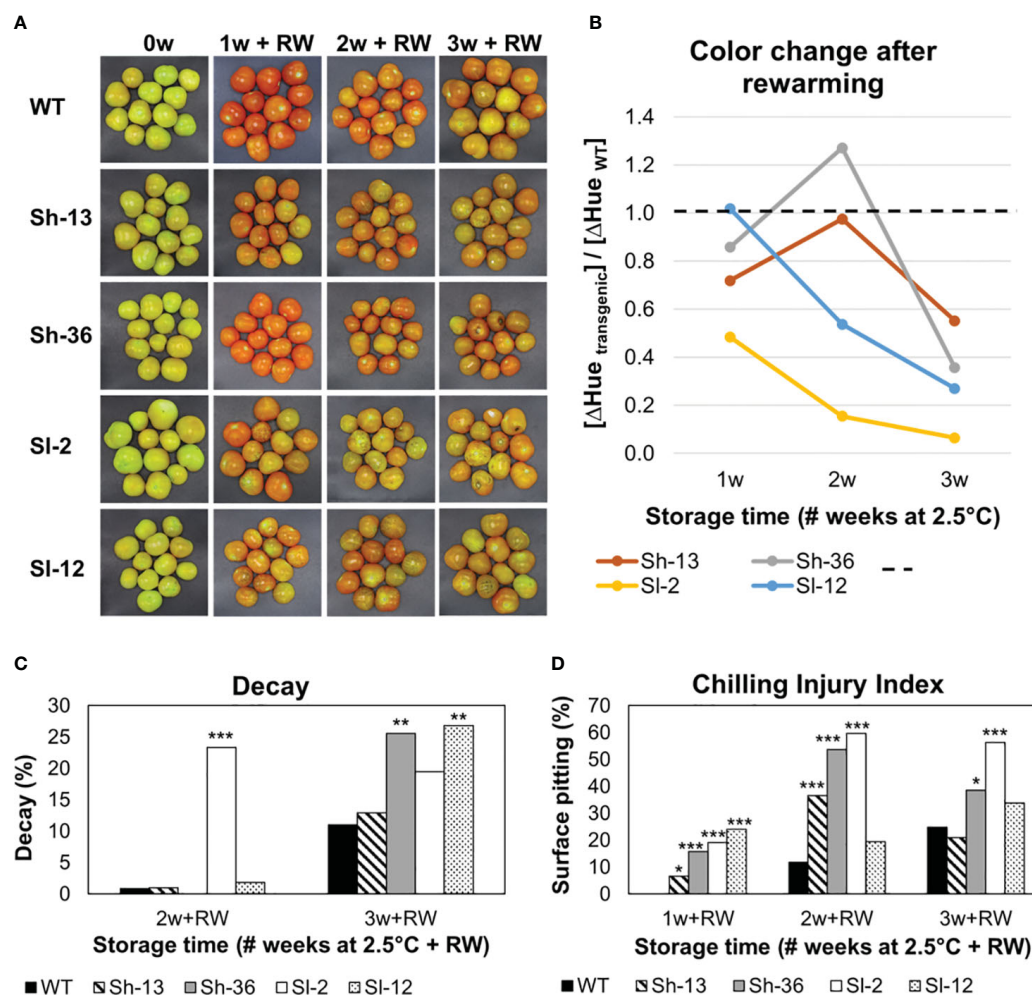 A
0w 1w + RW 2w + RW 3w + RW
WT
Sh-13
Sh-36
Sl-2
Sl-12
B
Color change after
rewarming
[ΔHue transgenic] / [ΔHue WT]
1.4
1.2
1.0
0.8
0.6
0.4
0.2
0.0
1w 2w 3w
Storage time (# weeks at 2.5°C)
Sh-13 Sh-36
Sl-2 Sl-12
C
Decay
Decay (%)
30
25
20
15
10
5
0
***
**
**
2w+RW 3w+RW
Storage time (# weeks at 2.5°C + RW)
WT Sh-13 Sh-36 Sl-2 Sl-12
D
Chilling Injury Index
Surface pitting (%)
70
60
50
40
30
20
10
0
* *** *** ***
*** *** ***
* ***
1w+RW 2w+RW 3w+RW
Storage time (# weeks at 2.5°C + RW)
WT Sh-13 Sh-36 Sl-2 Sl-12